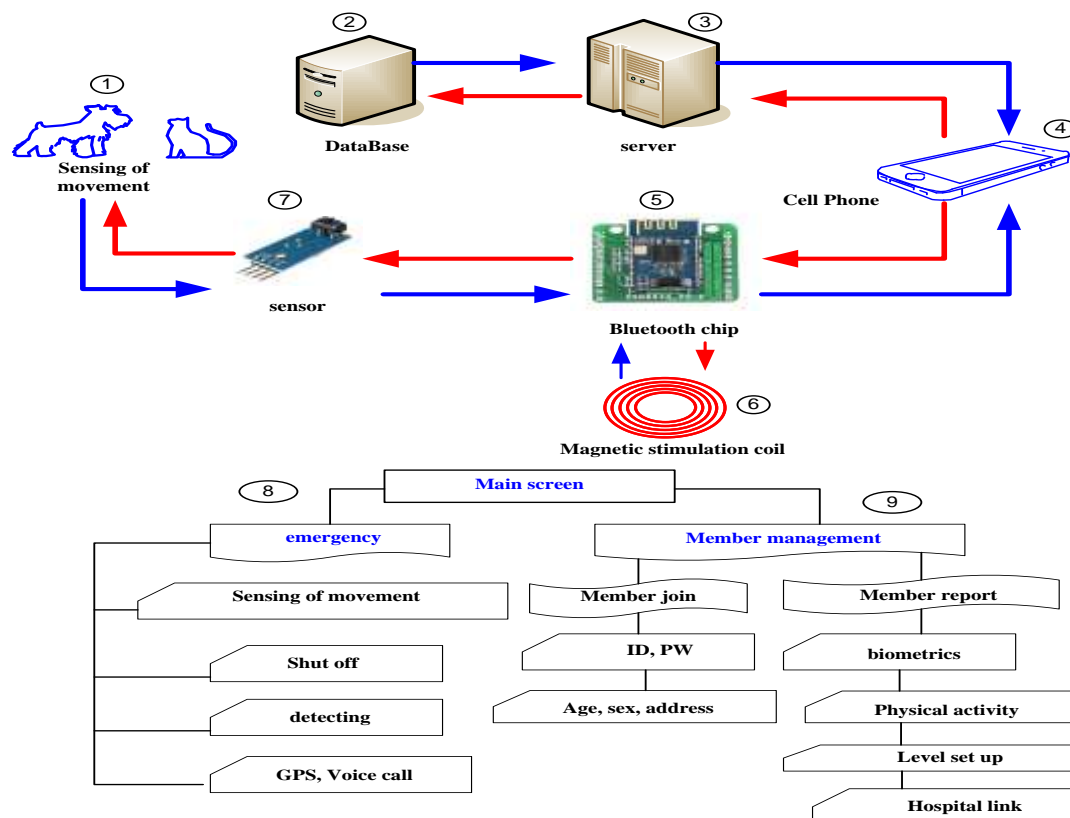 2
3
1
4
DataBase
server
Sensing of
movement
7
5
Cell Phone
sensor
Bluetooth chip
6
Magnetic stimulation coil
8
Main screen
9
emergency
Member management
Sensing of movement
Member join
Member report
Shut off
ID, PW
biometrics
detecting
Age, sex, address
Physical activity
GPS, Voice call
Level set up
Hospital link